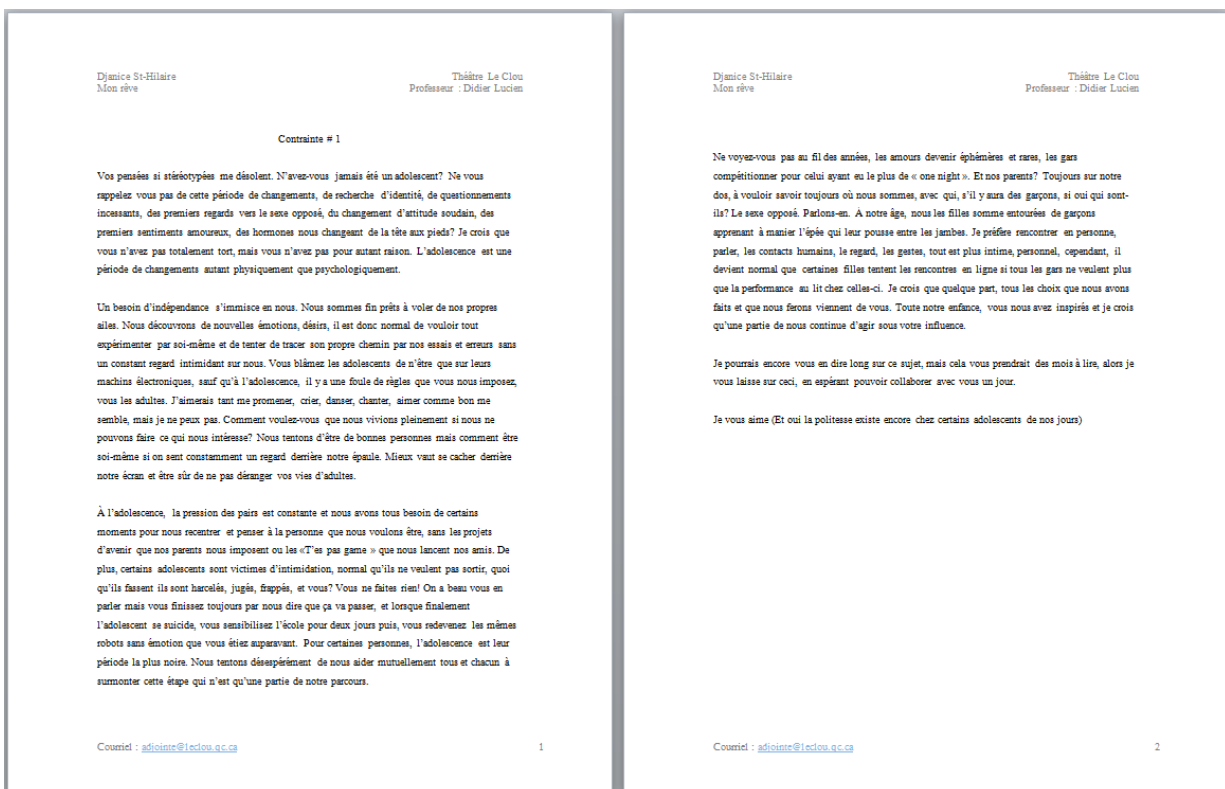 Djanice St-Hilaire Théâtre Le Clou
Mon rêve Professeur : Didier Lucien
Contrainte # 1
Vos pensées si stéréotypées me désolent. N'avez-vous jamais été un adolescent? Ne vous
rappelez vous pas de cette période de changements, de recherche d'identité, de questionnements
incessants, des premiers regards vers le sexe opposé, du changement d'attitude soudain, des
premiers sentiments amoureux, des hormones nous changeant de la tête aux pieds? Je crois que
vous n'avez pas totalement tort, mais vous n'avez pas pour autant raison. L'adolescence est une
période de changements autant physiquement que psychologiquement.
Un besoin d'indépendance s'immisce en nous. Nous sommes fin prêts à voler de nos propres
ailes. Nous découvrons de nouvelles émotions, désirs, il est donc normal de vouloir tout
expérimenter par soi-même et de tenter de tracer son propre chemin par nos essais et erreurs sans
un constant regard intimidant sur nous. Vous blâmez les adolescents de n'être que sur leurs
machins électroniques, sauf qu'à l'adolescence, il y a une foule de règles que vous nous imposez,
vous les adultes. J'aimerais tant me promener, crier, danser, chanter, aimer comme bon me
semble, mais je ne peux pas. Comment voulez-vous que nous vivions pleinement si nous ne
pouvons faire ce qui nous intéresse? Nous tentons d'être de bonnes personnes mais comment être
soi-même si on sent constamment un regard derrière notre épaule. Mieux vaut se cacher derrière
notre écran et être sûr de ne pas déranger vos vies d'adultes.
À l'adolescence, la pression des pairs est constante et nous avons tous besoin de certains
moments pour nous recentrer et penser à la personne que nous voulons être, sans les projets
d'avenir que nos parents nous imposent ou les «T'es pas game » que nous lancent nos amis. De
plus, certains adolescents sont victimes d'intimidation, normal qu'ils ne veulent pas sortir, quoi
qu'ils fassent ils sont harcelés, jugés, frappés, et vous? Vous ne faites rien! On a beau vous en
parler mais vous finissez toujours par nous dire que ça va passer, et lorsque finalement
l'adolescent se suicide, vous sensibilisez l'école pour deux jours puis, vous redevenez les mêmes
robots sans émotion que vous étiez auparavant. Pour certaines personnes, l'adolescence est leur
période la plus noire. Nous tentons désespérément de nous aider mutuellement tous et chacun à
surmonter cette étape qui n'est qu'une partie de notre parcours.
Courriel : adjointe@leclou.qc.ca 1
Djanice St-Hilaire Théâtre Le Clou
Mon rêve Professeur : Didier Lucien
Ne voyez-vous pas au fil des années, les amours devenir éphémères et rares, les gars
compétitionner pour celui ayant eu le plus de « one night ». Et nos parents? Toujours sur notre
dos, à vouloir savoir toujours où nous sommes, avec qui, s'il y aura des garçons, si oui qui sont-
ils? Le sexe opposé. Parlons-en. À notre âge, nous les filles somme entourées de garçons
apprenant à manier l'épée qui leur pousse entre les jambes. Je préfère rencontrer en personne,
parler, les contacts humains, le regard, les gestes, tout est plus intime, personnel, cependant, il
devient normal que certaines filles tentent les rencontres en ligne si tous les gars ne veulent plus
que la performance au lit chez celles-ci. Je crois que quelque part, tous les choix que nous avons
faits et que nous ferons viennent de vous. Toute notre enfance, vous nous avez inspirés et je crois
qu'une partie de nous continue d'agir sous votre influence.
Je pourrais encore vous en dire long sur ce sujet, mais cela vous prendrait des mois à lire, alors je
vous laisse sur ceci, en espérant pouvoir collaborer avec vous un jour.
Je vous aime (Et oui la politesse existe encore chez certains adolescents de nos jours)
Courriel : adjointe@leclou.qc.ca 2